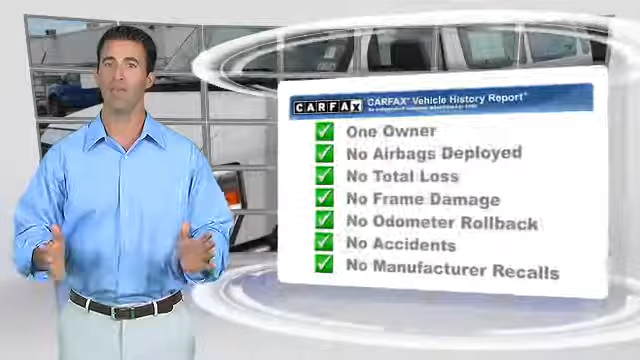 CARFAX CARFAX® Vehicle History Report®
One Owner
No Airbags Deployed
No Total Loss
No Frame Damage
No Odometer Rollback
No Accidents
No Manufacturer Recalls